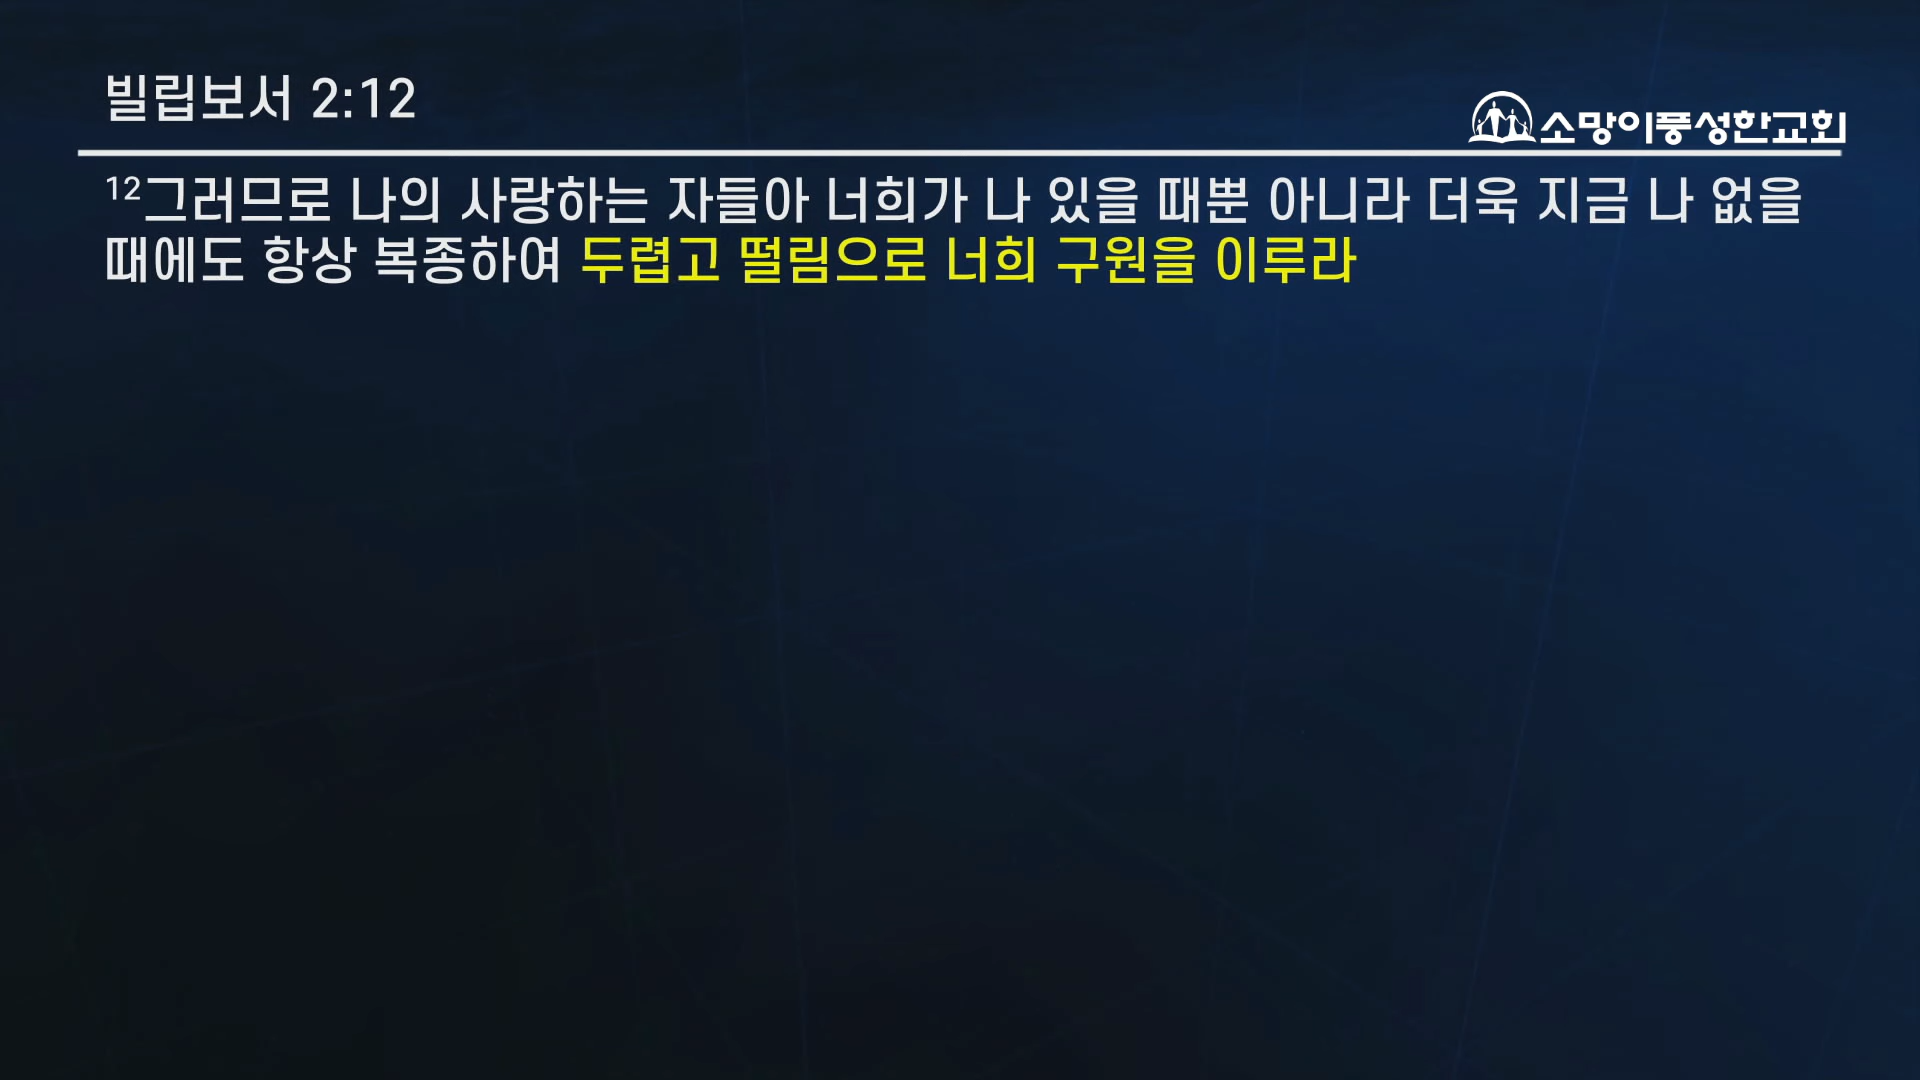 빌립보서 2:12
소망이풍성한교회
¹²그러므로 나의 사랑하는 자들아 너희가 나 있을 때뿐 아니라 더욱 지금 나 없을
때에도 항상 복종하여 두렵고 떨림으로 너희 구원을 이루라